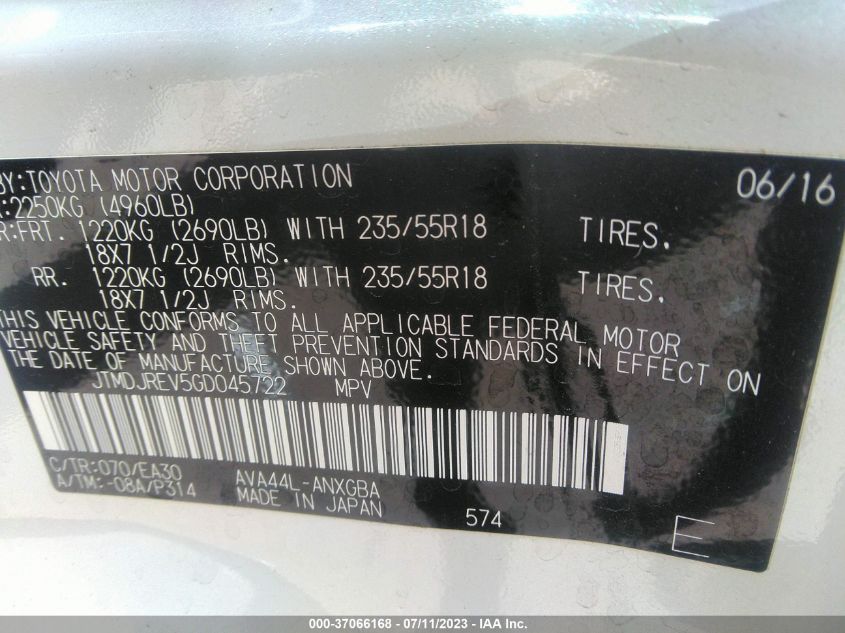 BY:TOYOTA MOTOR CORPORATION 06/16
:2250KG (4960LB)
R:FRT. 1220KG (2690LB) WITH 235/55R18 TIRES.
18X7 1/2J RIMS.
RR. 1220KG (2690LB) WITH 235/55R18 TIRES.
18X7 1/2J RIMS.
THIS VEHICLE CONFORMS TO ALL APPLICABLE FEDERAL MOTOR
VEHICLE SAFETY AND THEFT PREVENTION STANDARDS IN EFFECT ON
THE DATE OF MANUFACTURE SHOWN ABOVE.
JTMDJREV5GD045722 MPV
C/TR:070/EA30 AVA44L-ANXGBA
A/TM:-08A/P314 MADE IN JAPAN 574 E
000-37066168 - 07/11/2023 - IAA Inc.